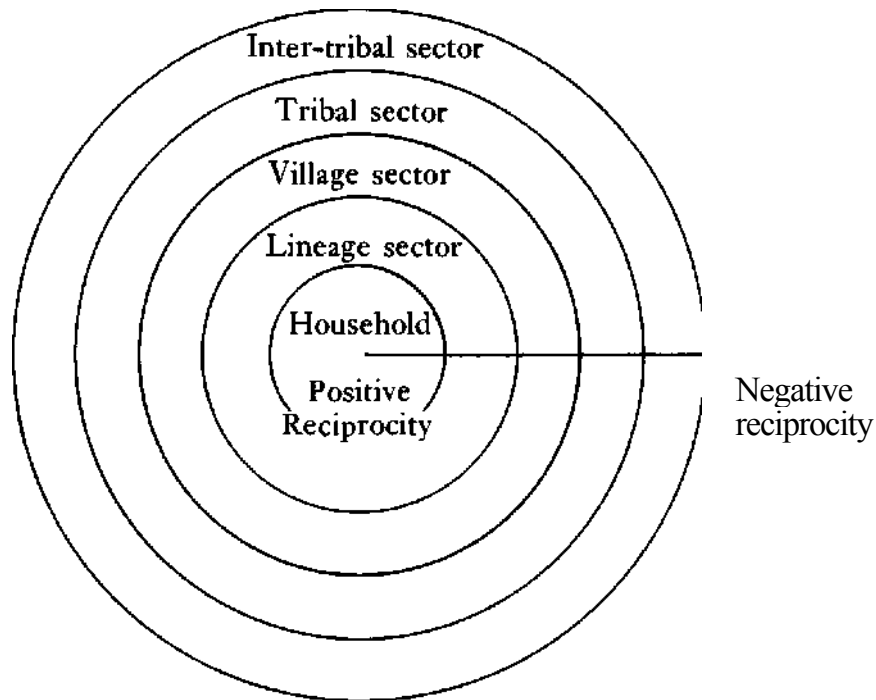 Inter-tribal sector
Tribal sector
Village sector
Lineage sector
Household
Positive
Reciprocity
Negative
reciprocity